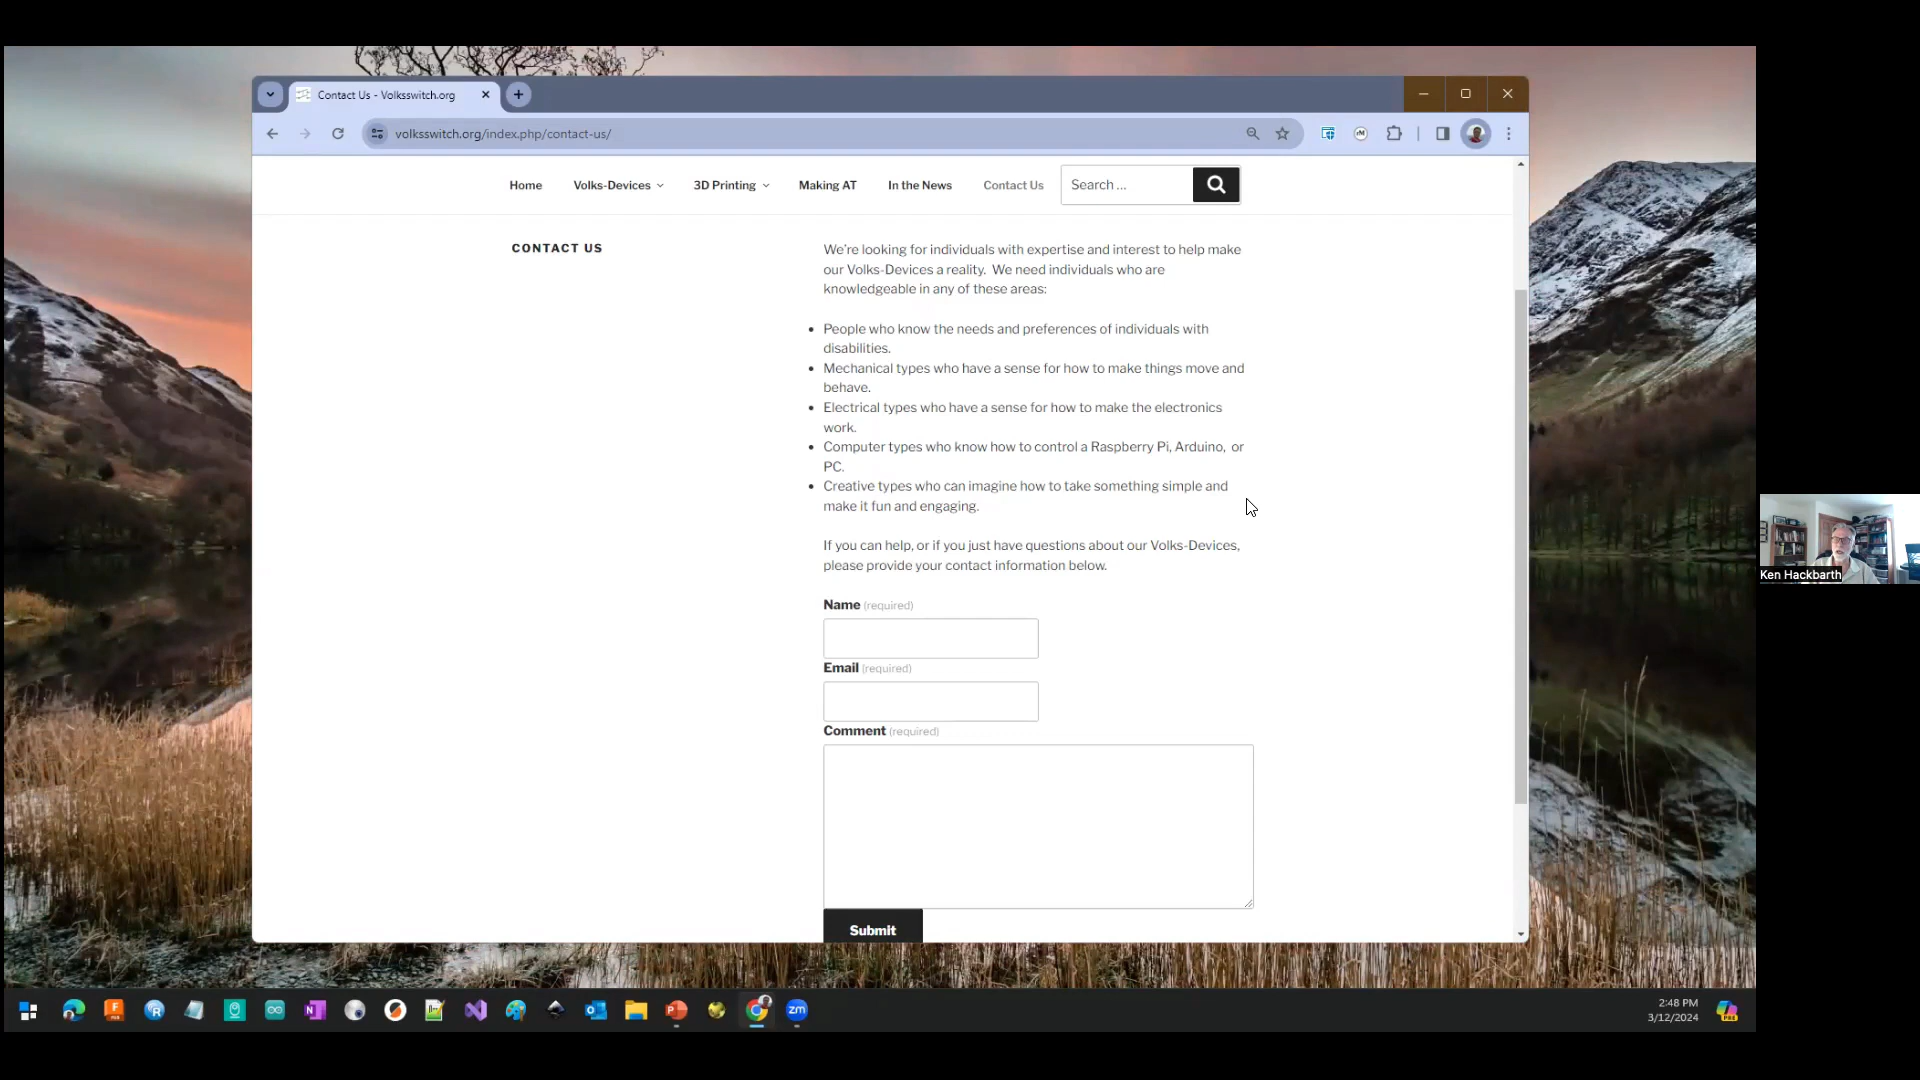 Contact Us - Volksswitch.org
volksswitch.org/index.php/contact-us/
Home Volks-Devices 3D Printing Making AT In the News Contact Us Search ...
CONTACT US
We're looking for individuals with expertise and interest to help make
our Volks-Devices a reality. We need individuals who are
knowledgeable in any of these areas:
People who know the needs and preferences of individuals with
disabilities.
Mechanical types who have a sense for how to make things move and
behave.
Electrical types who have a sense for how to make the electronics
work.
Computer types who know how to control a Raspberry Pi, Arduino, or
PC.
Creative types who can imagine how to take something simple and
make it fun and engaging.
If you can help, or if you just have questions about our Volks-Devices,
please provide your contact information below.
Name (required)
Email (required)
Comment (required)
Submit
Ken Hackbarth
zm
2:48 PM
3/12/2024